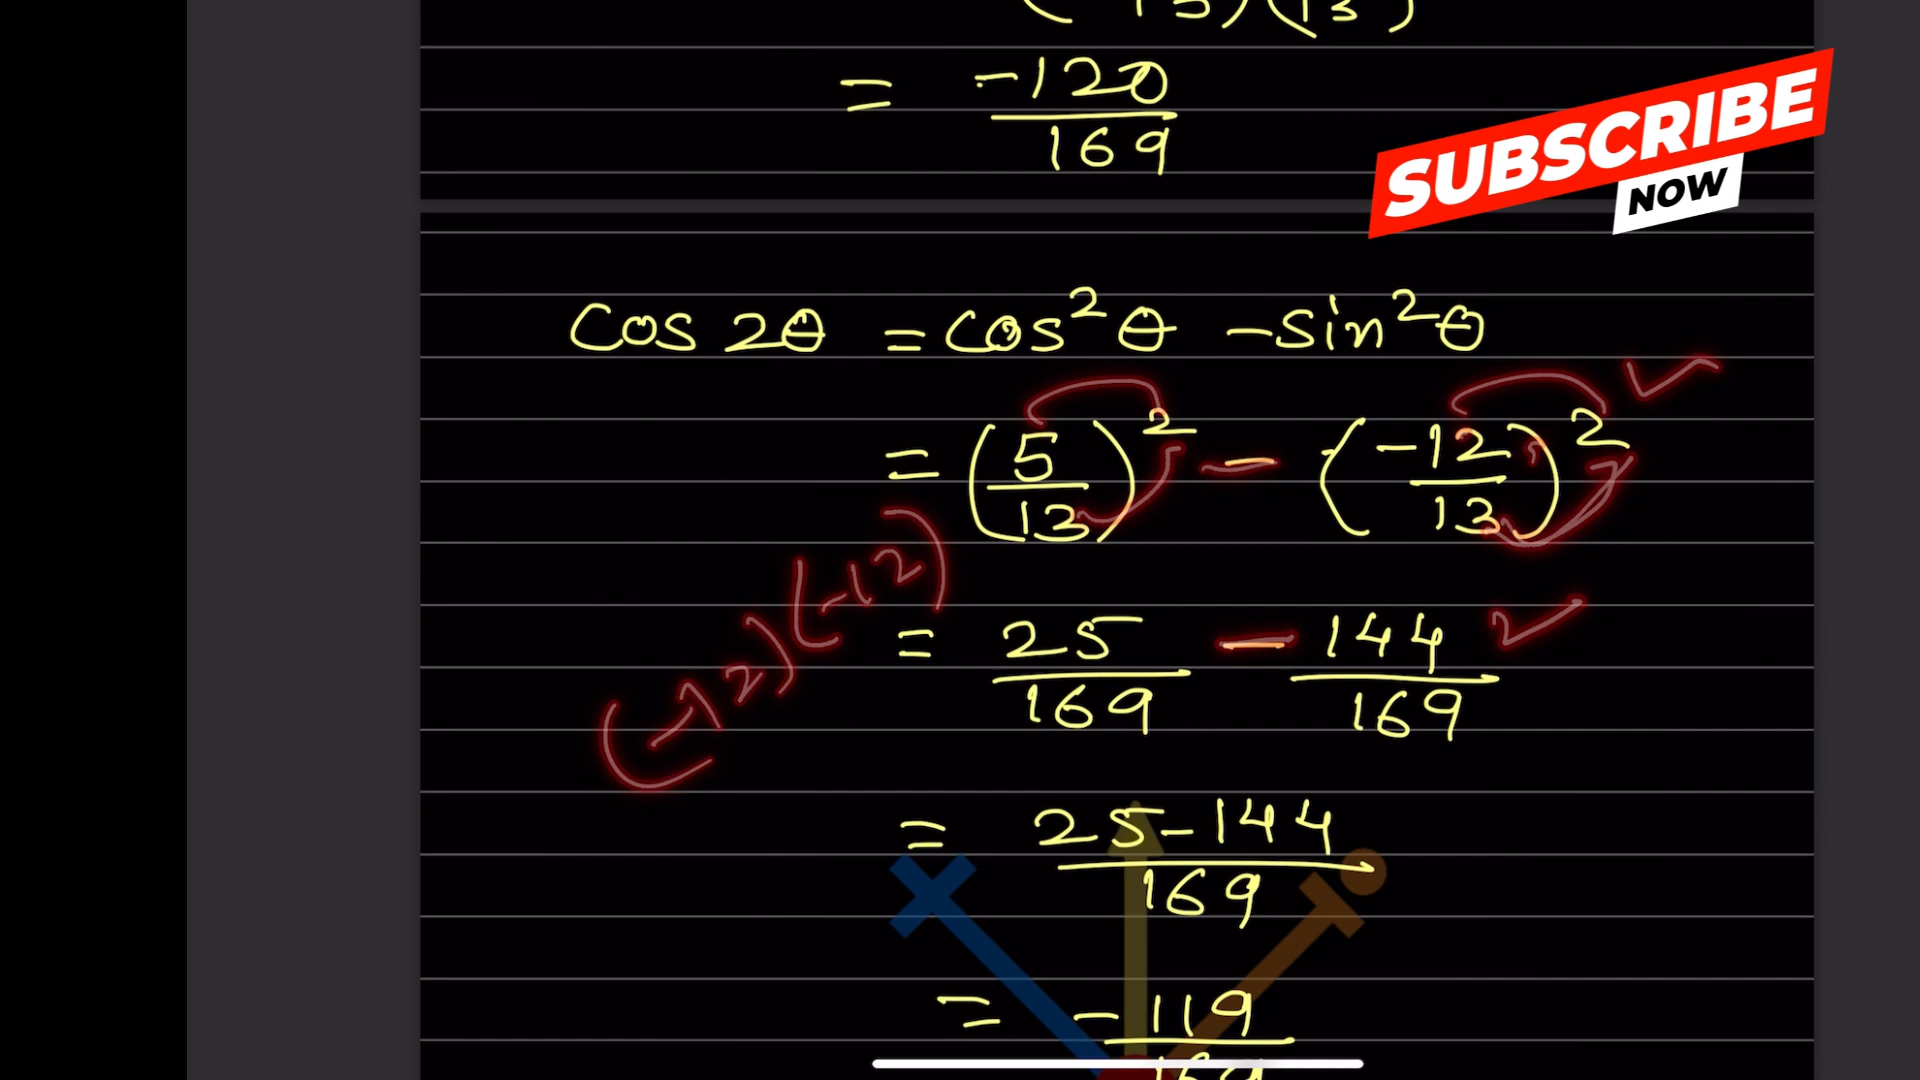 = -120/169
SUBSCRIBE
NOW
Cos 2θ = cos²θ - sin²θ
= (5/13)² - (-12/13)²
(-12)(-12)
= 25/169 - 144/169
= 25-144/169
= -119/169